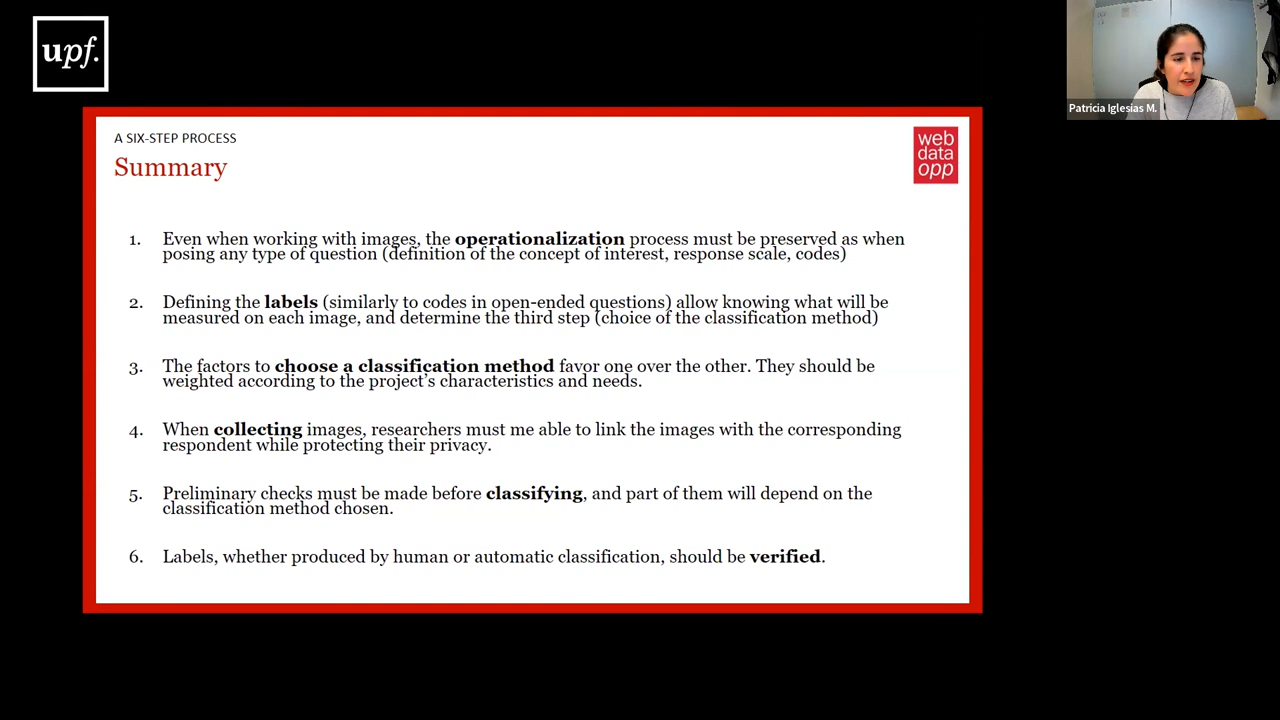 upf.
Patricia Iglesias M.
A SIX-STEP PROCESS
Summary
web
data
opp
1. Even when working with images, the operationalization process must be preserved as when
posing any type of question (definition of the concept of interest, response scale, codes)
2. Defining the labels (similarly to codes in open-ended questions) allow knowing what will be
measured on each image, and determine the third step (choice of the classification method)
3. The factors to choose a classification method favor one over the other. They should be
weighted according to the project's characteristics and needs.
4. When collecting images, researchers must me able to link the images with the corresponding
respondent while protecting their privacy.
5. Preliminary checks must be made before classifying, and part of them will depend on the
classification method chosen.
6. Labels, whether produced by human or automatic classification, should be verified.